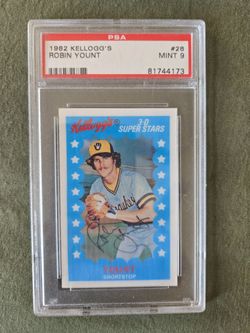 PSA
1982 KELLOGG'S #28
ROBIN YOUNT MINT 9
81744173
Kellogg's 3-D
SUPER STARS
YOUNT
SHORTSTOP